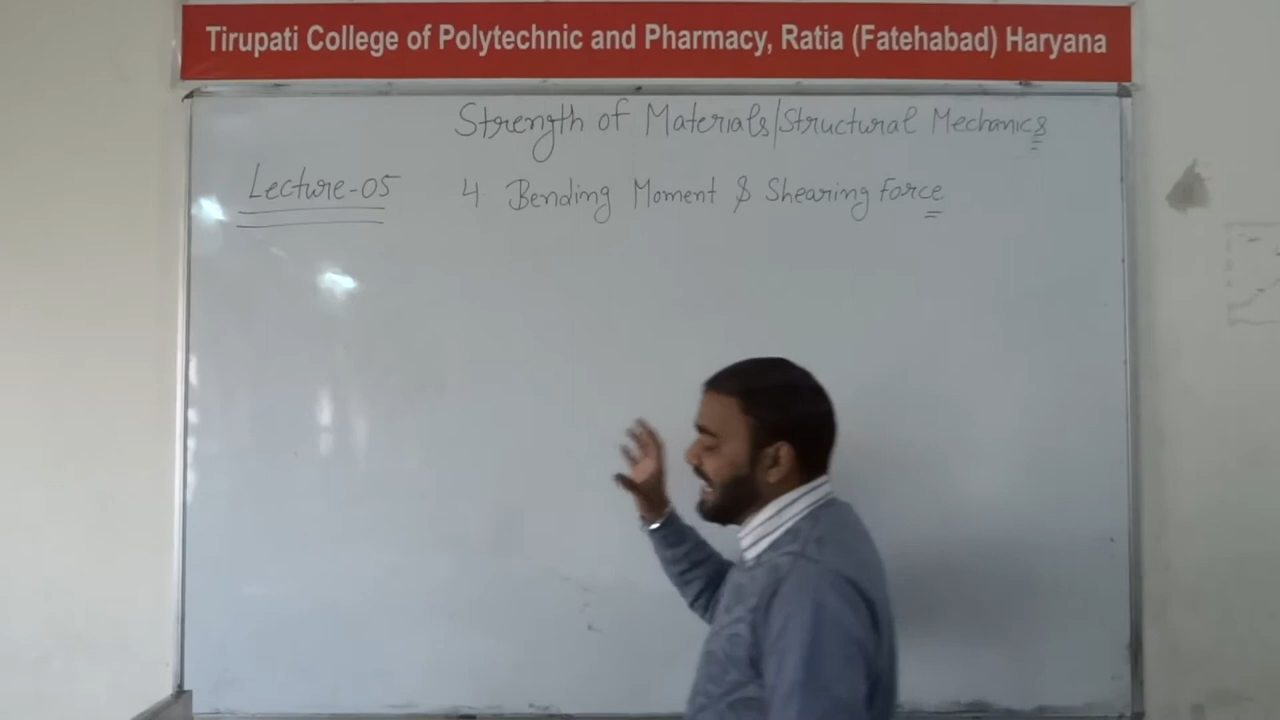 Tirupati College of Polytechnic and Pharmacy, Ratia (Fatehabad) Haryana
Strength of Materials/Structural Mechanics
Lecture-05 4 Bending Moment & Shearing Force